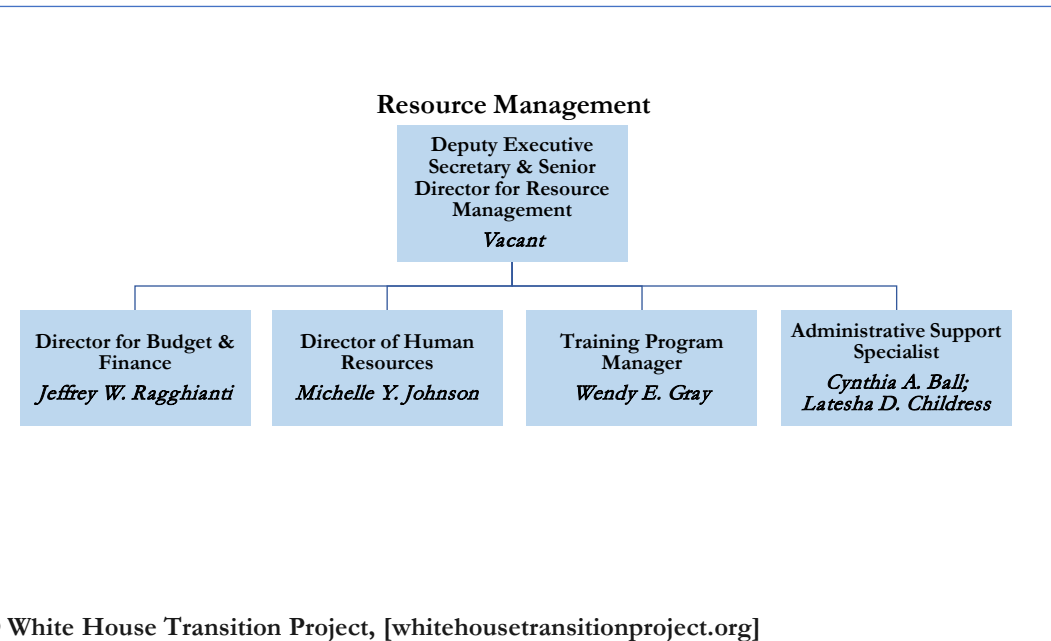 Resource Management
Deputy Executive
Secretary & Senior
Director for Resource
Management
Vacant
Director for Budget &
Finance
Jeffrey W. Ragghianti
Director of Human
Resources
Michelle Y. Johnson
Training Program
Manager
Wendy E. Gray
Administrative Support
Specialist
Cynthia A. Ball;
Latesha D. Childress
White House Transition Project, [whitehousetransitionproject.org]